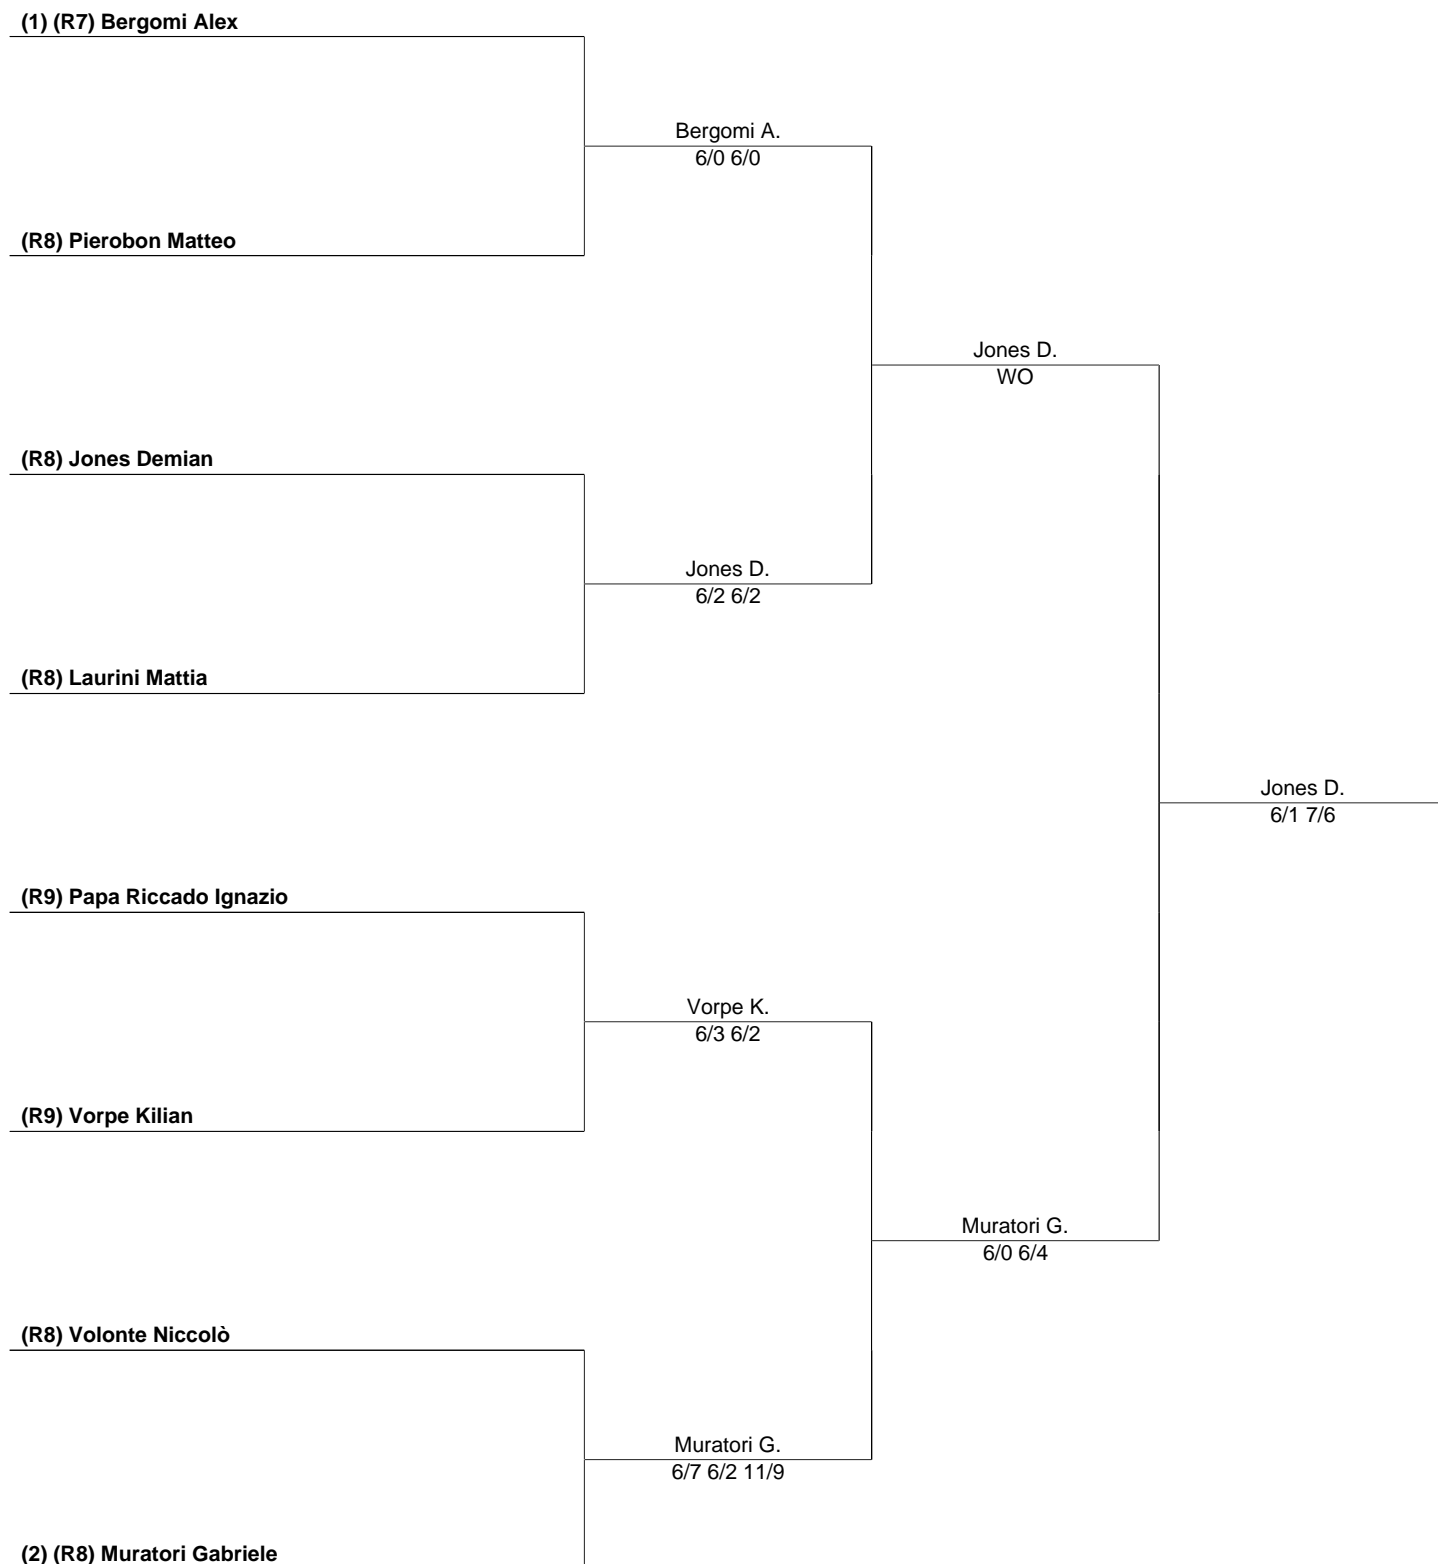 (1) (R7) Bergomi Alex
Bergomi A.
6/0 6/0
(R8) Pierobon Matteo
Jones D.
WO
(R8) Jones Demian
Jones D.
6/2 6/2
(R8) Laurini Mattia
Jones D.
6/1 7/6
(R9) Papa Riccado Ignazio
Vorpe K.
6/3 6/2
(R9) Vorpe Kilian
Muratori G.
6/0 6/4
(R8) Volonte Niccolò
Muratori G.
6/7 6/2 11/9
(2) (R8) Muratori Gabriele